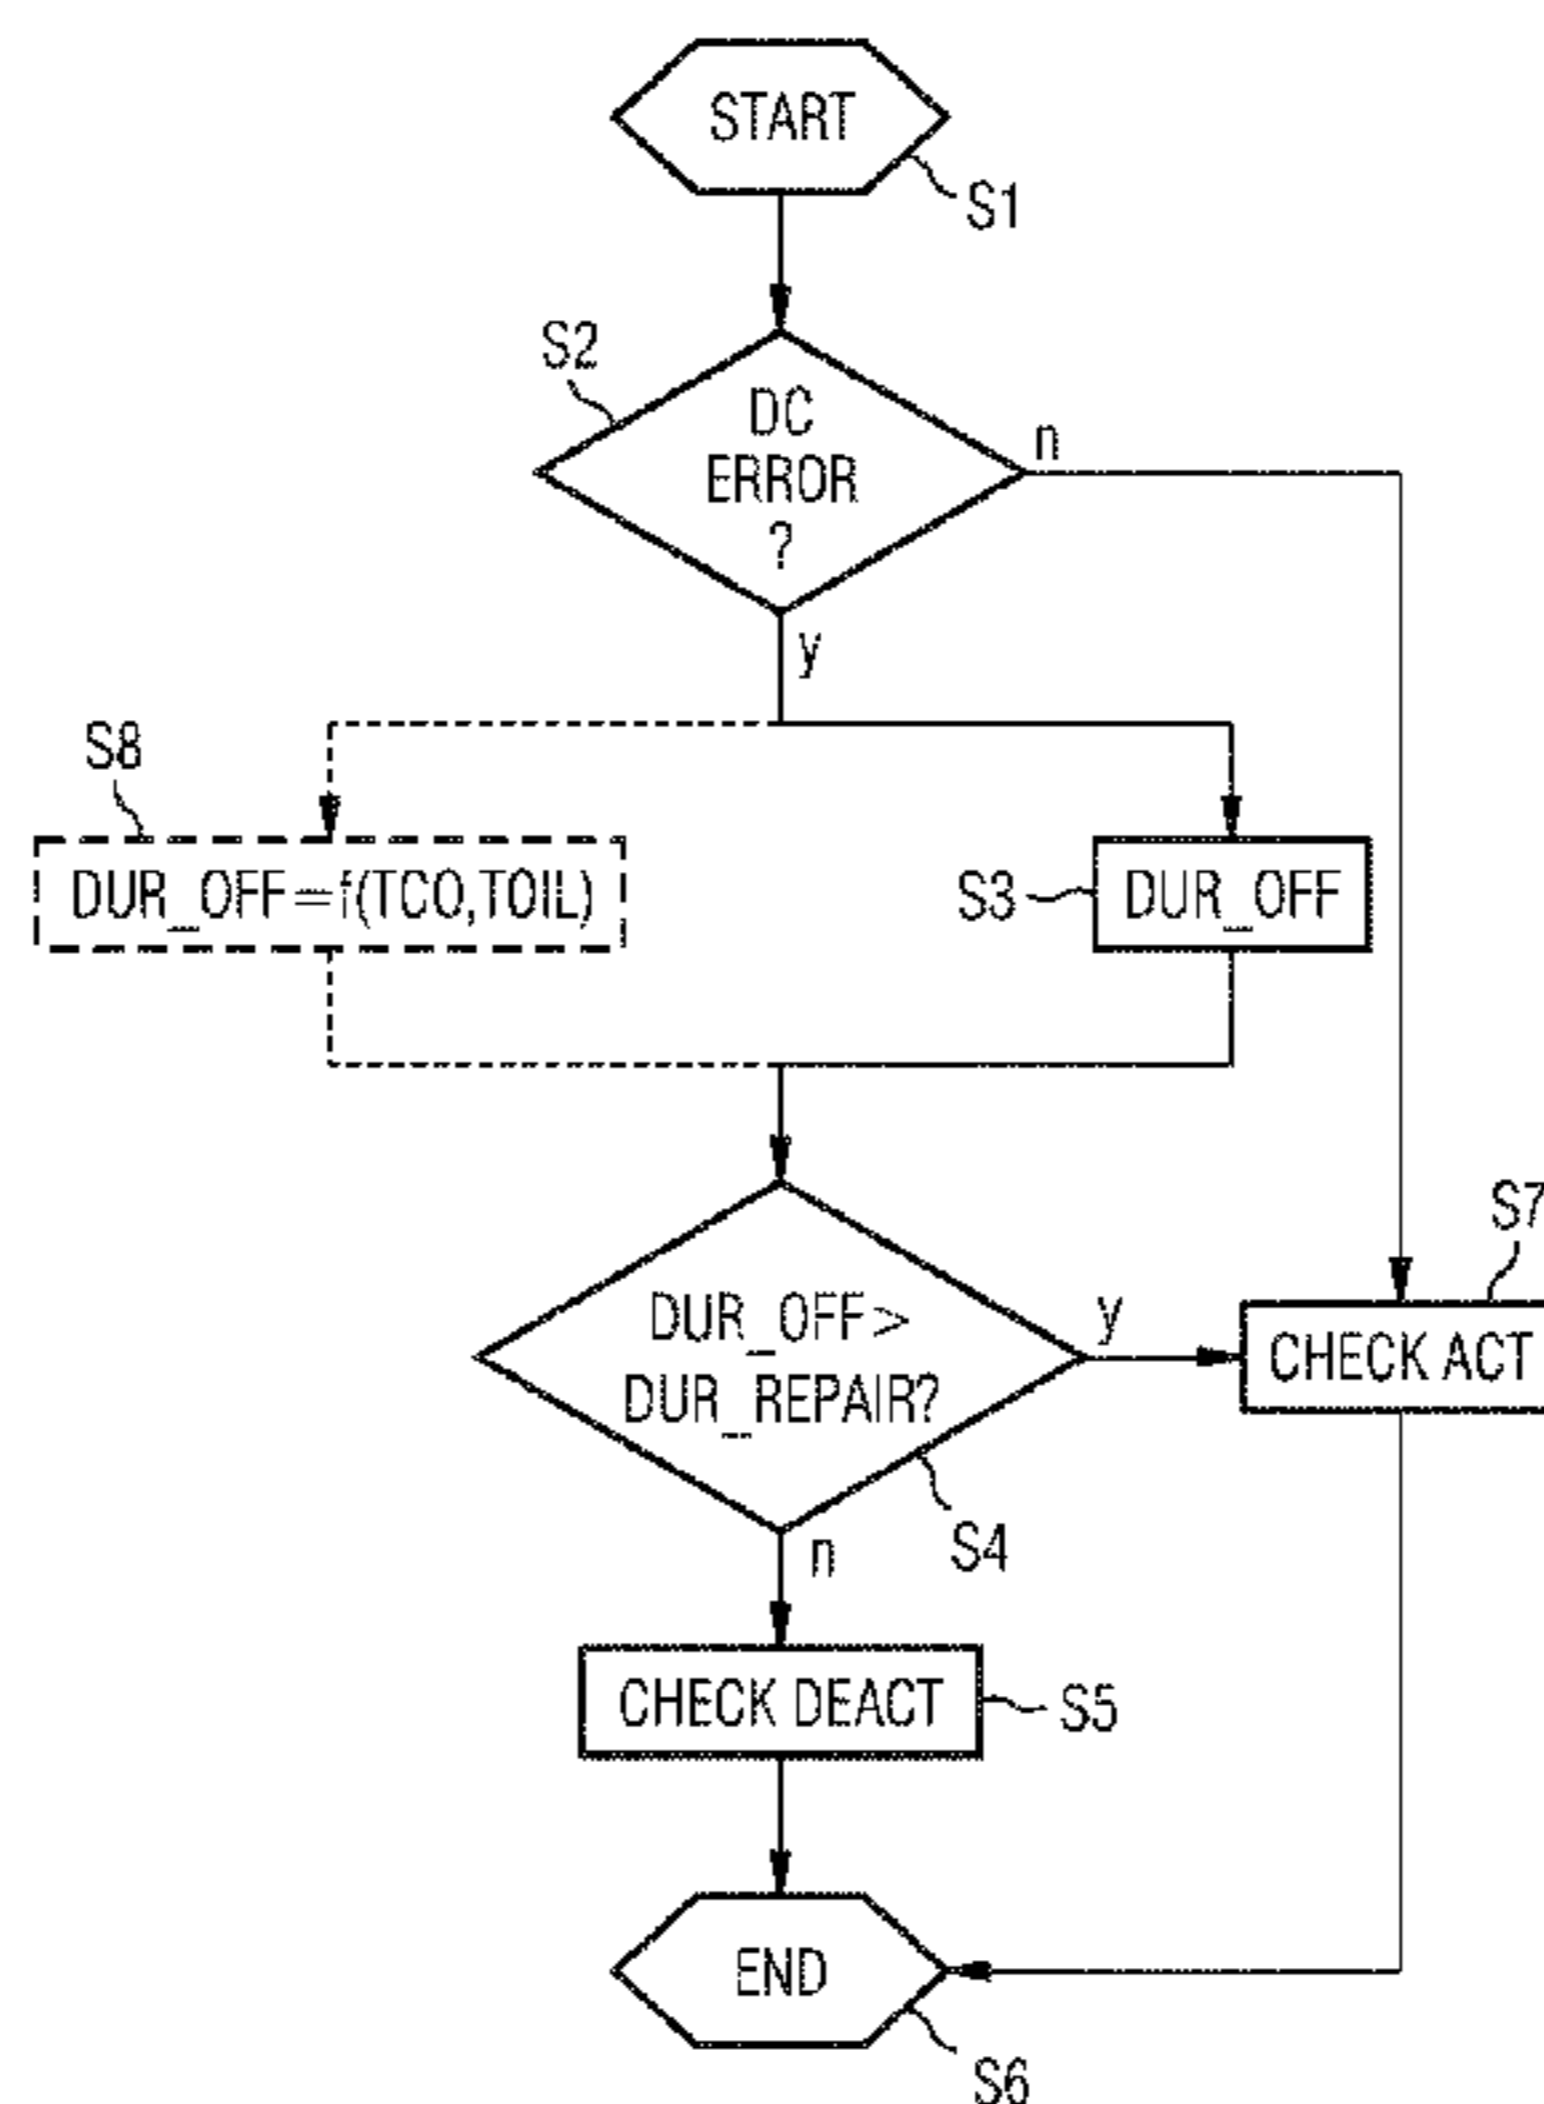 START
S1
S2
DC
ERROR
?
n
y
S8
DUR_OFF=f(TCO,TOIL)
S3
DUR_OFF
S7
DUR_OFF>
DUR_REPAIR?
y
CHECK ACT
n
S4
CHECK DEACT
S5
END
S6